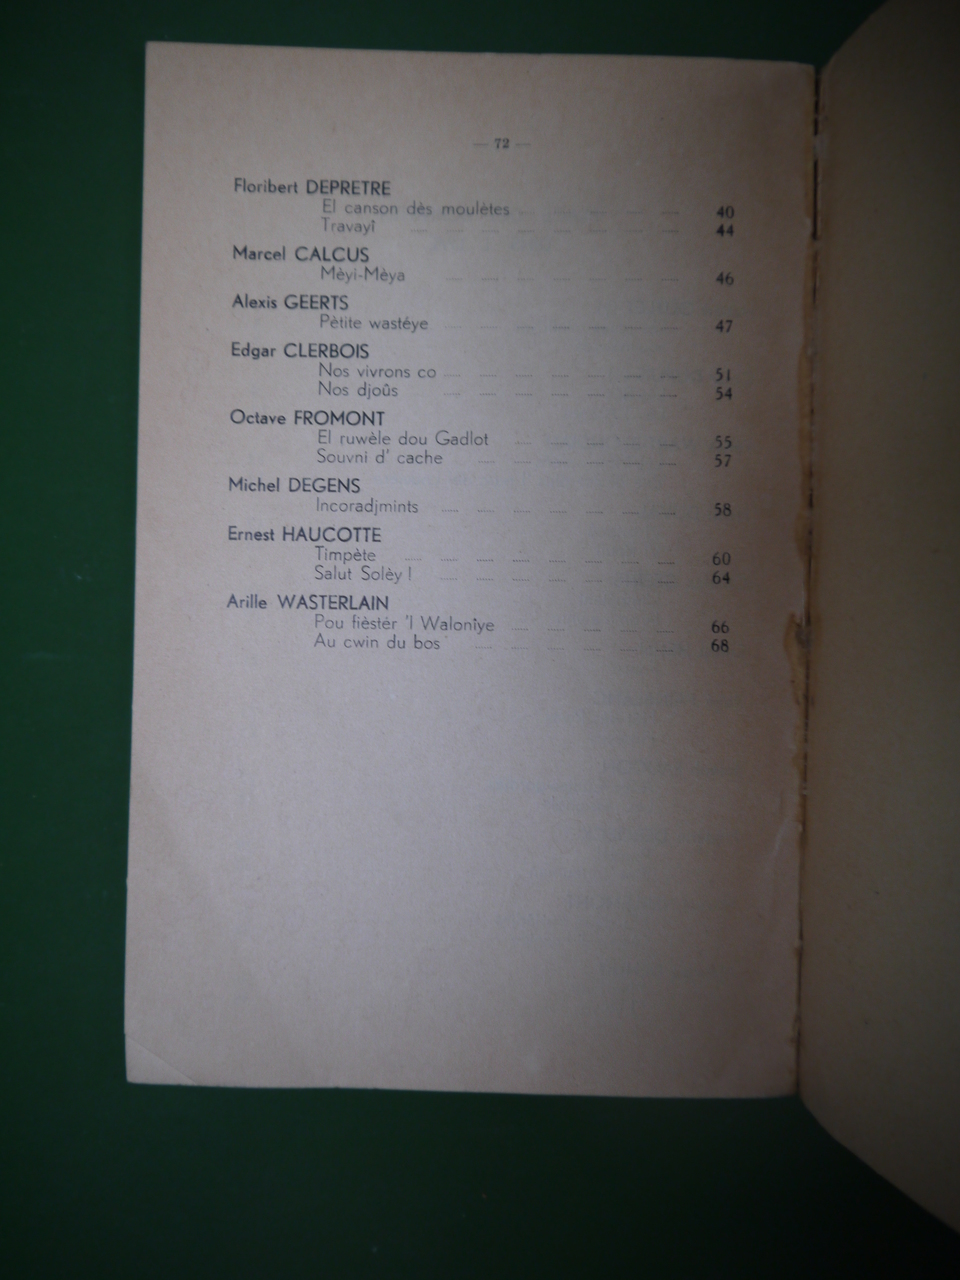 — 72 —
Floribert DEPRETRE
El canson dès moulètes 40
Travayî 44
Marcel CALCUS
Mèyi-Mèya 46
Alexis GEERTS
Pètite wastéye 47
Edgar CLERBOIS
Nos vivrons co 51
Nos djoûs 54
Octave FROMONT
El ruwèle dou Gadlot 55
Souvni d' cache 57
Michel DEGENS
Incoradjmints 58
Ernest HAUCOTTE
Timpète 60
Salut Solèy ! 64
Arille WASTERLAIN
Pou fièstér 'l Waloniye 66
Au cwin du bos 68